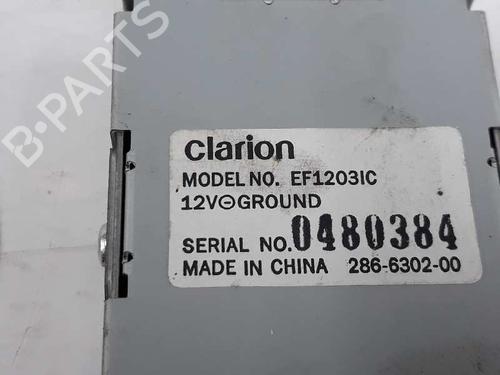 B-PARTS
clarion
MODEL NO. EF1203IC
12V⊖GROUND
SERIAL NO. 0480384
MADE IN CHINA 286-6302-00